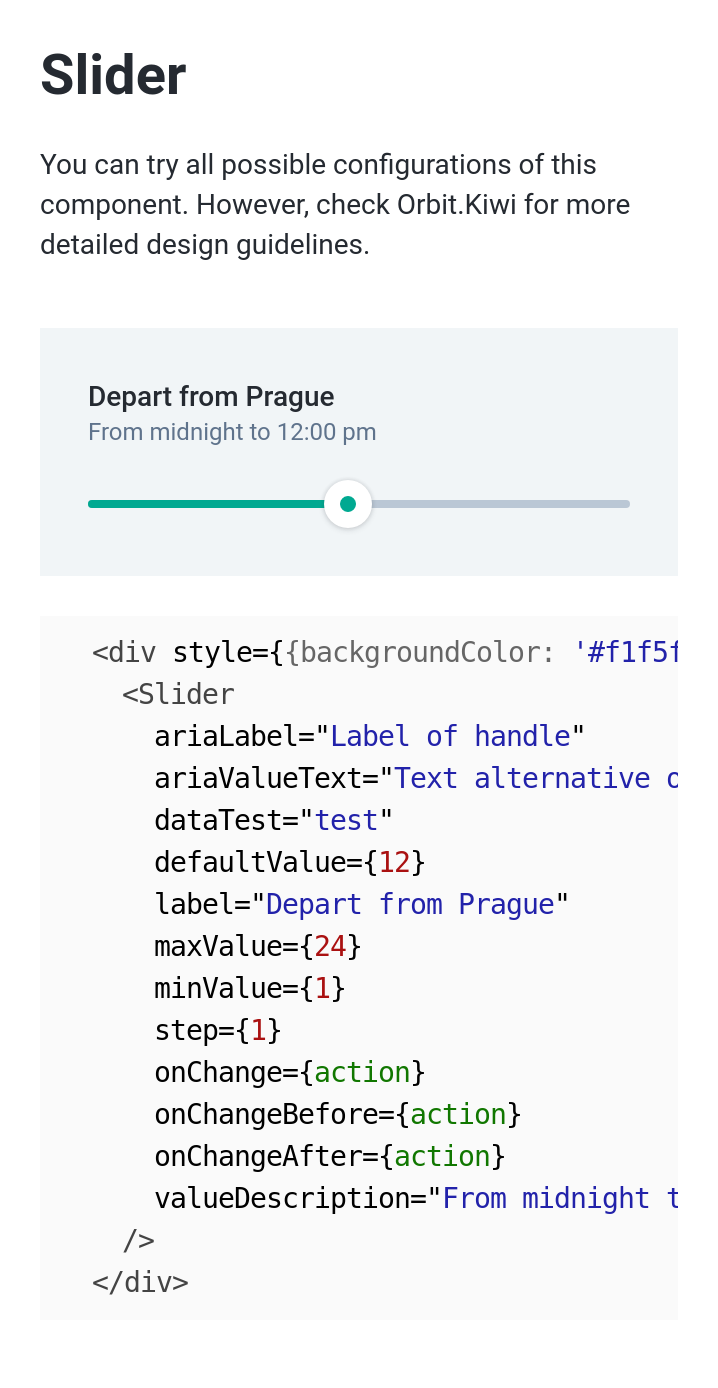 Slider
You can try all possible configurations of this
component. However, check Orbit.Kiwi for more
detailed design guidelines.
Depart from Prague
From midnight to 12:00 pm
<div style={{backgroundColor: '#f1f5f
<Slider
ariaLabel="Label of handle"
ariaValueText="Text alternative o
dataTest="test"
defaultValue={12}
label="Depart from Prague"
maxValue={24}
minValue={1}
step={1}
onChange={action}
onChangeBefore={action}
onChangeAfter={action}
valueDescription="From midnight t
/>
</div>